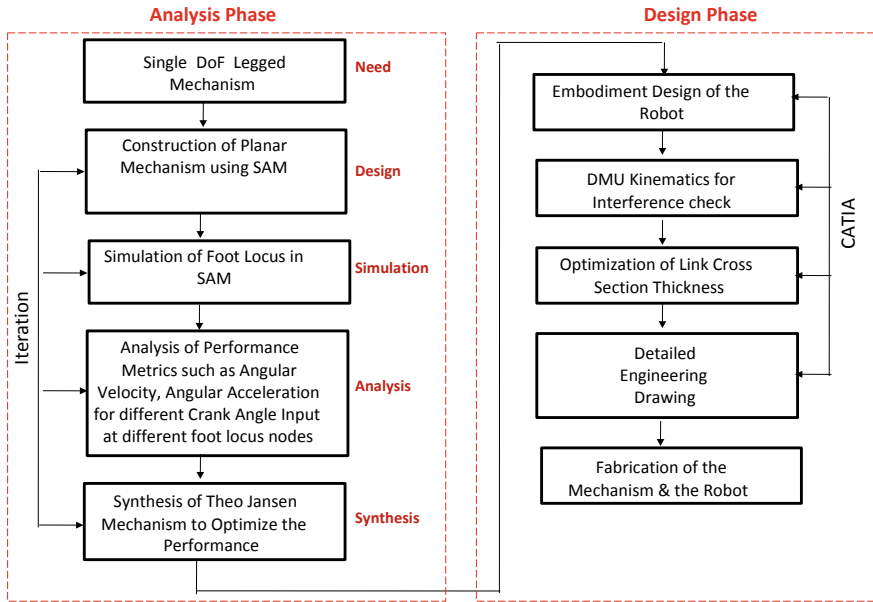 Analysis Phase
Single DoF Legged
Mechanism
Need
Construction of Planar
Mechanism using SAM
Design
Simulation of Foot Locus in
SAM
Simulation
Analysis of Performance
Metrics such as Angular
Velocity, Angular Acceleration
for different Crank Angle Input
at different foot locus nodes
Analysis
Synthesis of Theo Jansen
Mechanism to Optimize the
Performance
Synthesis
Iteration
Design Phase
Embodiment Design of the
Robot
DMU Kinematics for
Interference check
Optimization of Link Cross
Section Thickness
Detailed
Engineering
Drawing
Fabrication of the
Mechanism & the Robot
CATIA